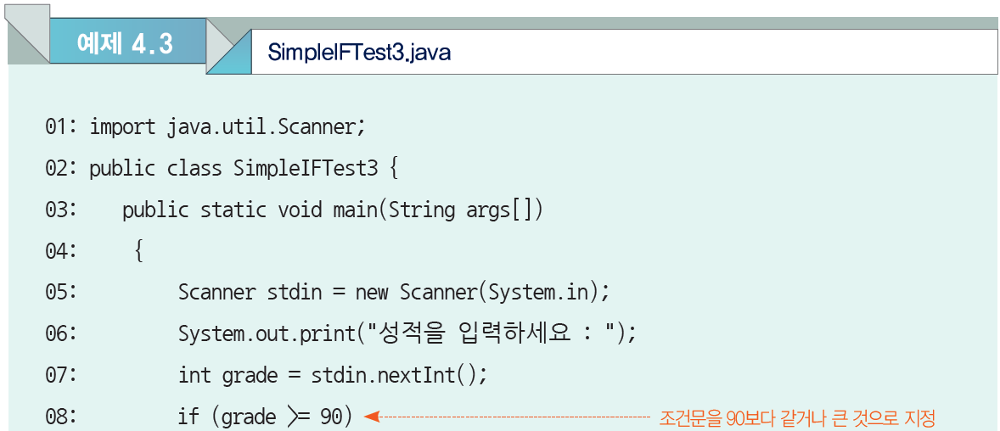 예제 4.3
SimpleIFTest3.java
01: import java.util.Scanner;
02: public class SimpleIFTest3 {
03: public static void main(String args[])
04: {
05: Scanner stdin = new Scanner(System.in);
06: System.out.print("성적을 입력하세요 : ");
07: int grade = stdin.nextInt();
08: if (grade >= 90) 조건문을 90보다 같거나 큰 것으로 지정